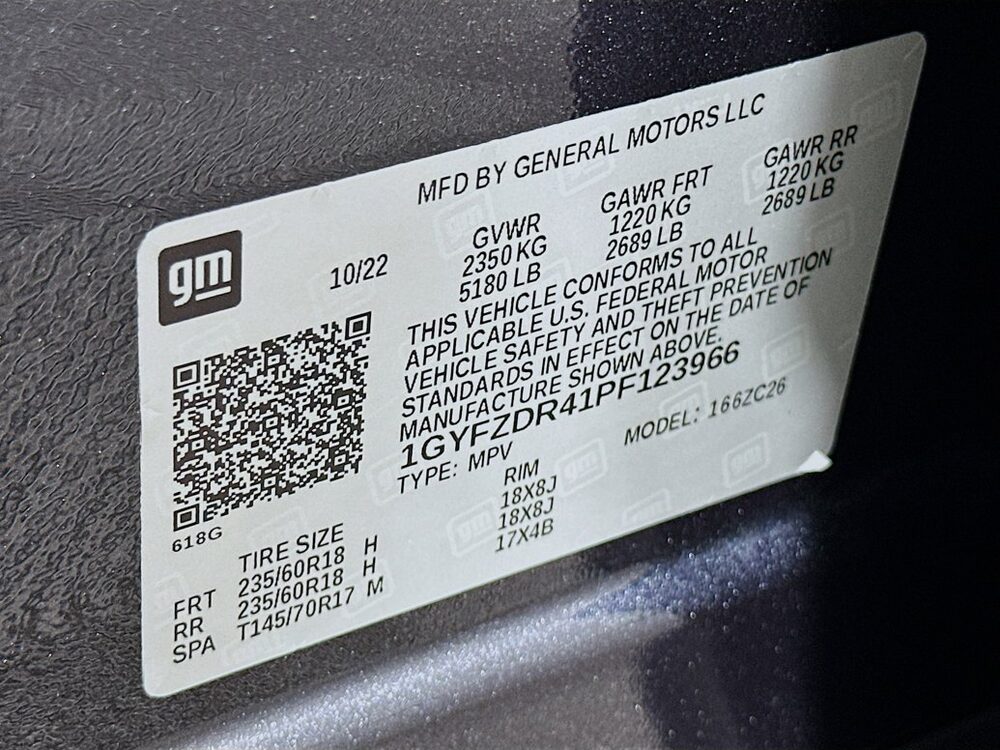 MFD BY GENERAL MOTORS LLC
gm
10/22
GVWR GAWR FRT GAWR RR
2350 KG 1220 KG 1220 KG
5180 LB 2689 LB 2689 LB
THIS VEHICLE CONFORMS TO ALL
APPLICABLE U.S. FEDERAL MOTOR
VEHICLE SAFETY AND THEFT PREVENTION
STANDARDS IN EFFECT ON THE DATE OF
MANUFACTURE SHOWN ABOVE.
1GYFZDR41PF123966
TYPE: MPV MODEL: 166ZC26
618G
TIRE SIZE RIM
FRT 235/60R18 H 18X8J
RR 235/60R18 H 18X8J
SPA T145/70R17 M 17X4B